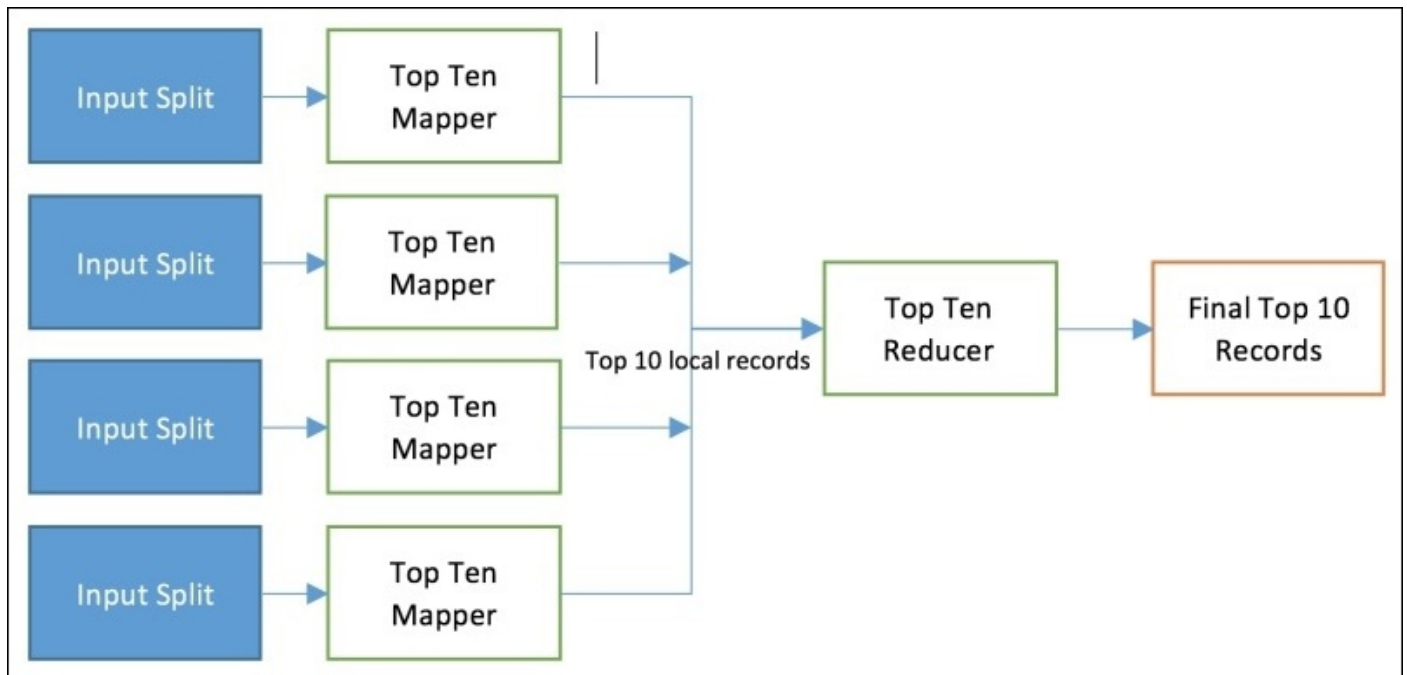 Input Split
Top Ten
Mapper
Input Split
Top Ten
Mapper
Input Split
Top Ten
Mapper
Input Split
Top Ten
Mapper
Top 10 local records
Top Ten
Reducer
Final Top 10
Records